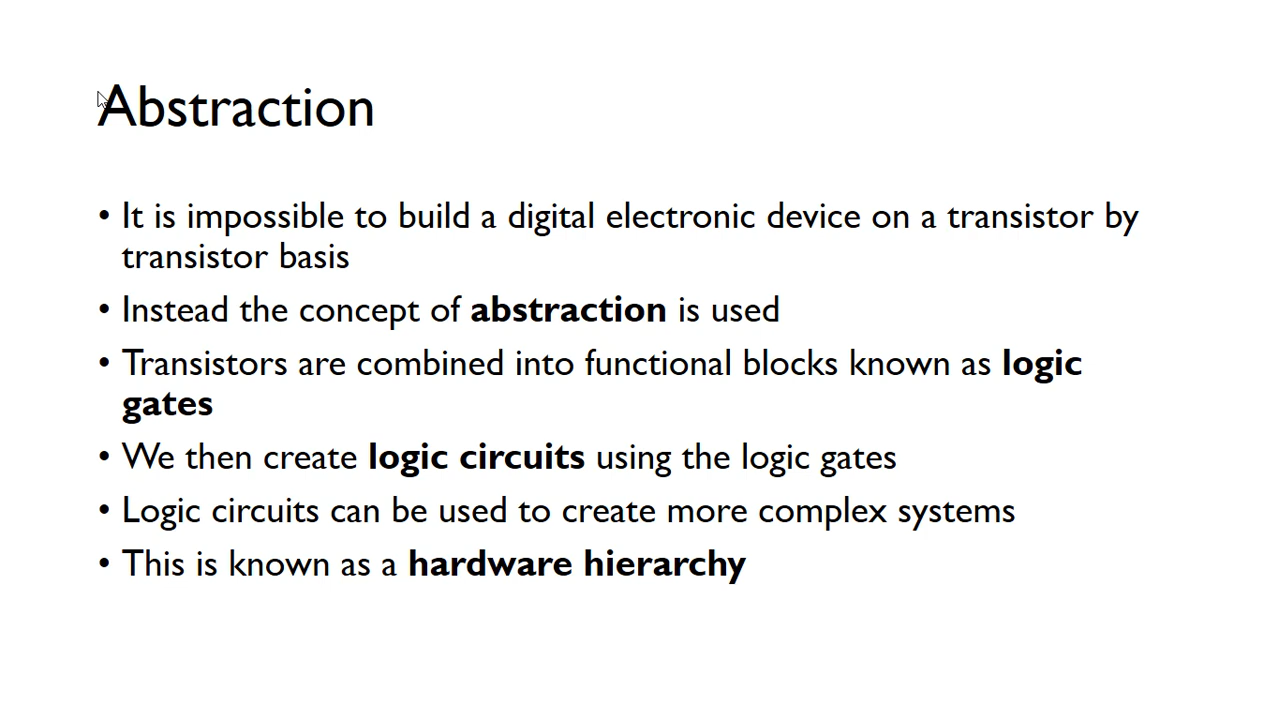 Abstraction
• It is impossible to build a digital electronic device on a transistor by
transistor basis
• Instead the concept of abstraction is used
• Transistors are combined into functional blocks known as logic
gates
• We then create logic circuits using the logic gates
• Logic circuits can be used to create more complex systems
• This is known as a hardware hierarchy